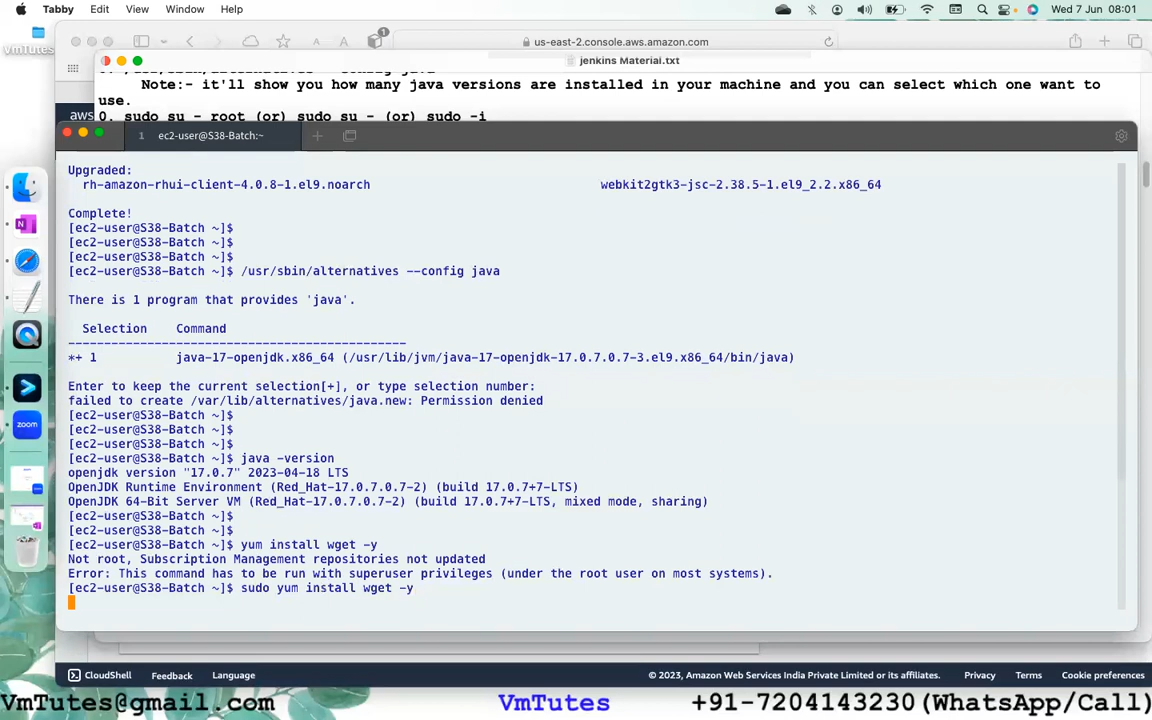 Tabby Edit View Window Help Wed 7 Jun 08:01
VmTutes
us-east-2.console.aws.amazon.com
jenkins Material.txt
Note:- it'll show you how many java versions are installed in your machine and you can select which one want to
use.
aws
0. sudo su - root (or) sudo su - (or) sudo -i
1 ec2-user@S38-Batch:~
Upgraded:
rh-amazon-rhui-client-4.0.8-1.el9.noarch webkit2gtk3-jsc-2.38.5-1.el9_2.2.x86_64
Complete!
[ec2-user@S38-Batch ~]$
[ec2-user@S38-Batch ~]$
[ec2-user@S38-Batch ~]$
[ec2-user@S38-Batch ~]$ /usr/sbin/alternatives --config java
There is 1 program that provides 'java'.
Selection Command
-----------------------------------------------
*+ 1 java-17-openjdk.x86_64 (/usr/lib/jvm/java-17-openjdk-17.0.7.0.7-3.el9.x86_64/bin/java)
Enter to keep the current selection[+], or type selection number:
failed to create /var/lib/alternatives/java.new: Permission denied
[ec2-user@S38-Batch ~]$
[ec2-user@S38-Batch ~]$
[ec2-user@S38-Batch ~]$
[ec2-user@S38-Batch ~]$ java -version
openjdk version "17.0.7" 2023-04-18 LTS
OpenJDK Runtime Environment (Red_Hat-17.0.7.0.7-2) (build 17.0.7+7-LTS)
OpenJDK 64-Bit Server VM (Red_Hat-17.0.7.0.7-2) (build 17.0.7+7-LTS, mixed mode, sharing)
[ec2-user@S38-Batch ~]$
[ec2-user@S38-Batch ~]$
[ec2-user@S38-Batch ~]$ yum install wget -y
Not root, Subscription Management repositories not updated
Error: This command has to be run with superuser privileges (under the root user on most systems).
[ec2-user@S38-Batch ~]$ sudo yum install wget -y
zoom
CloudShell Feedback Language © 2023, Amazon Web Services India Private Limited or its affiliates. Privacy Terms Cookie preferences
VmTutes@gmail.com VmTutes +91-7204143230(WhatsApp/Call)